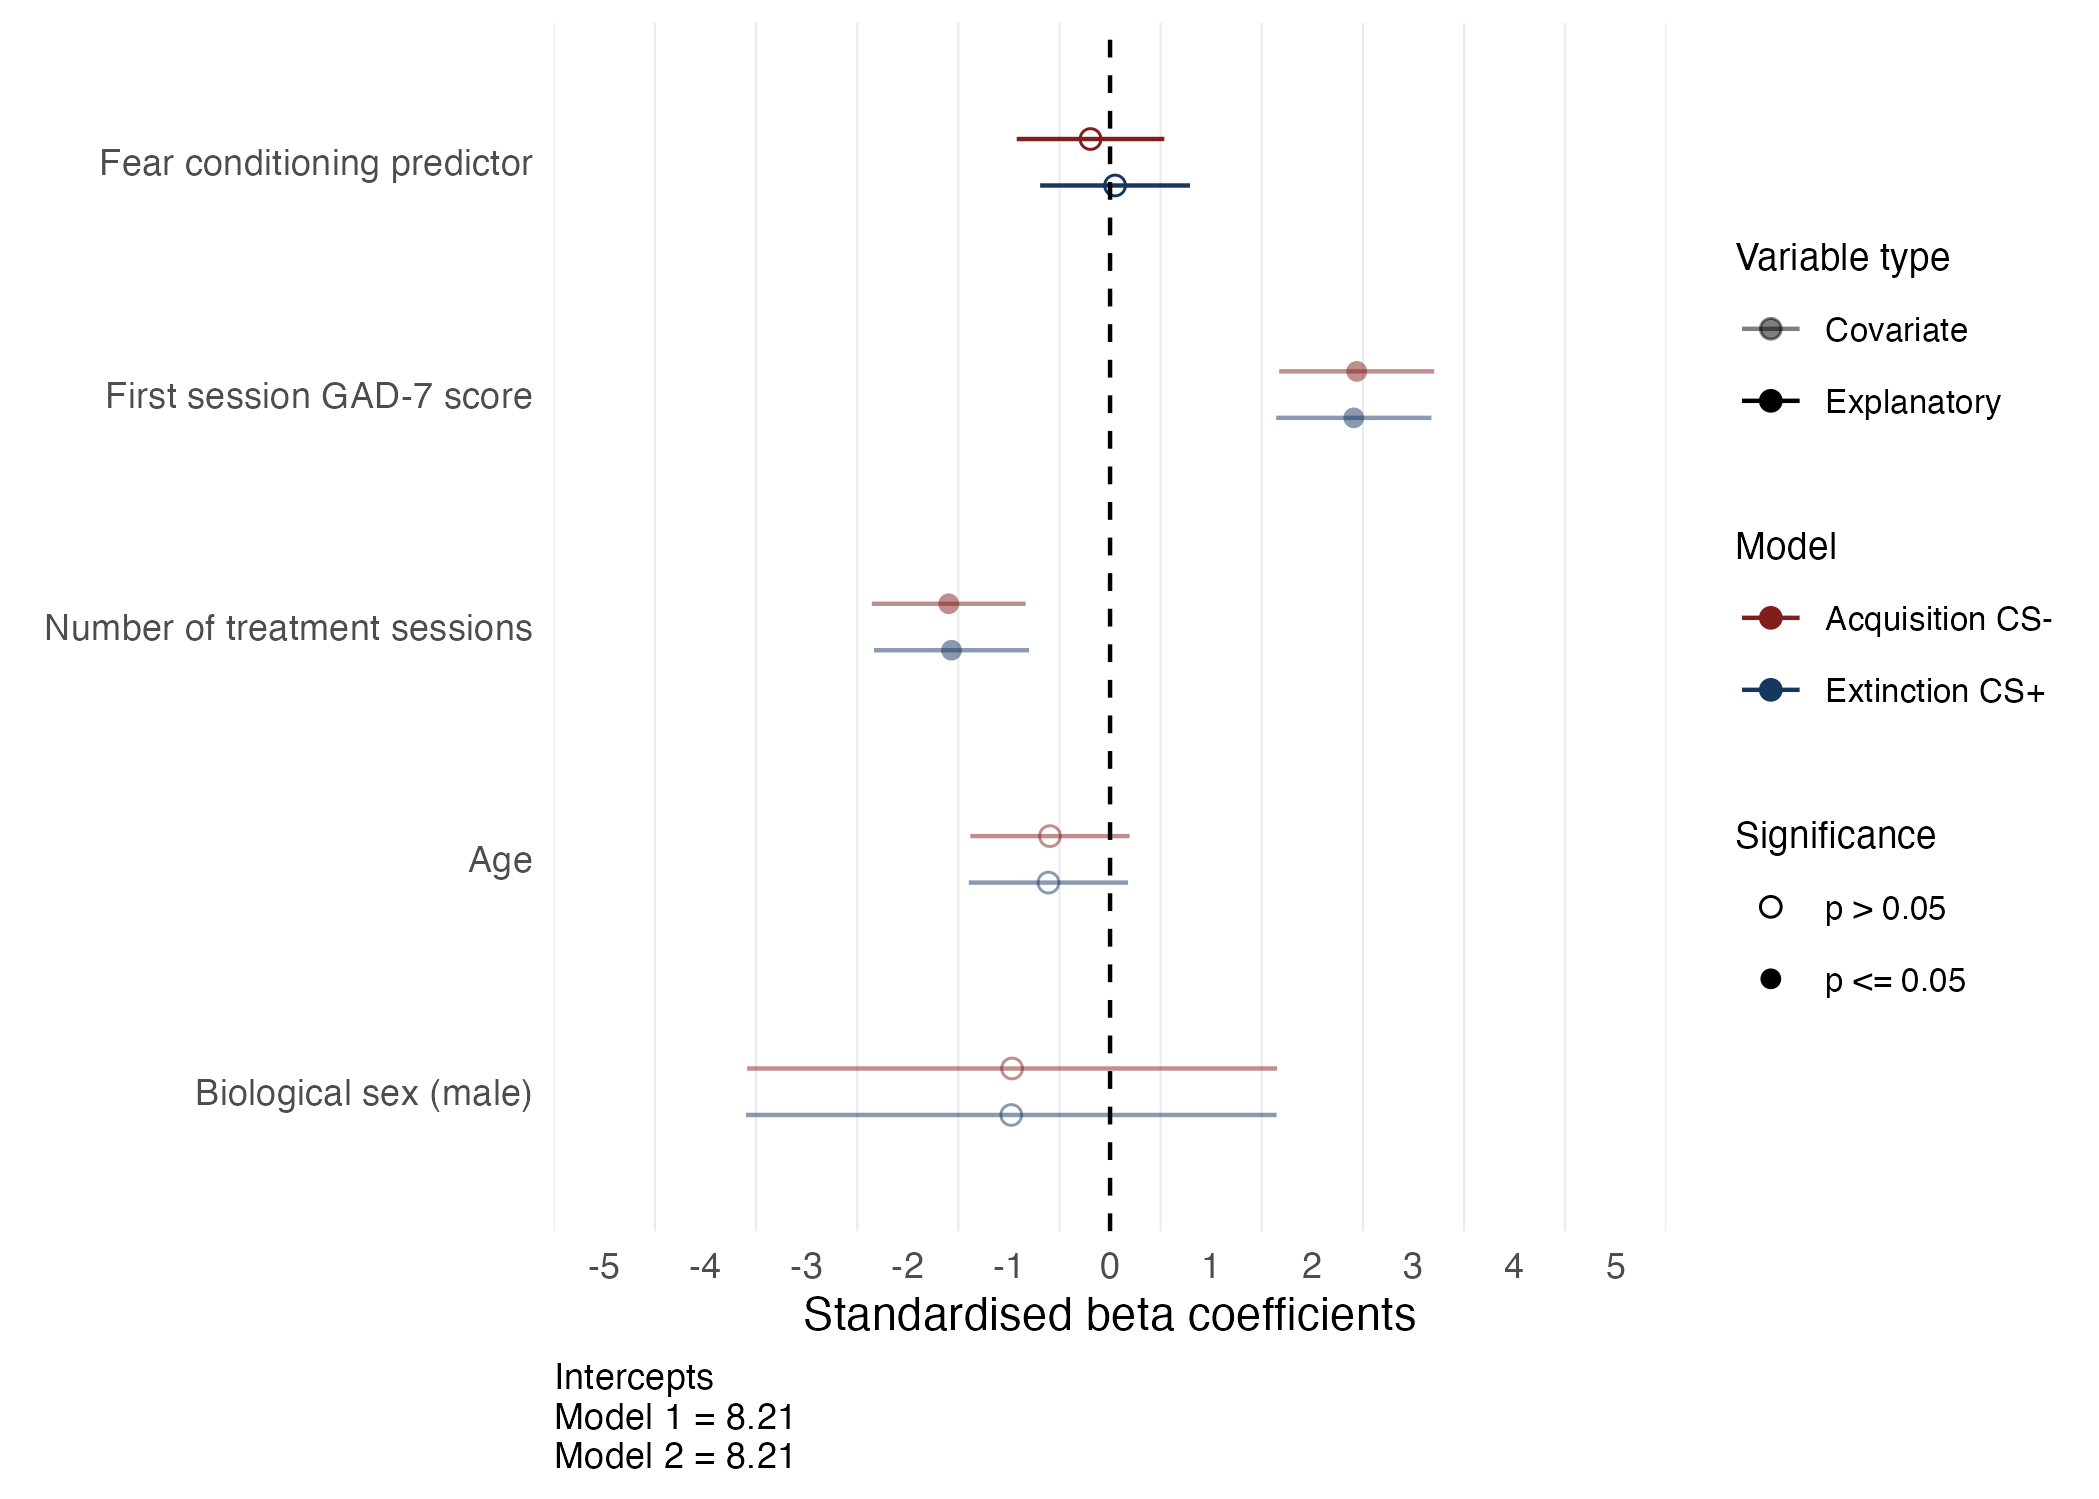 Fear conditioning predictor
First session GAD-7 score
Number of treatment sessions
Age
Biological sex (male)
-5 -4 -3 -2 -1 0 1 2 3 4 5
Standardised beta coefficients
Intercepts
Model 1 = 8.21
Model 2 = 8.21
Variable type
Covariate
Explanatory
Model
Acquisition CS-
Extinction CS+
Significance
p > 0.05
p <= 0.05